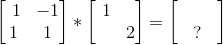 [1 -1; 1 1] * [1 ; 2] = [ ; ?]